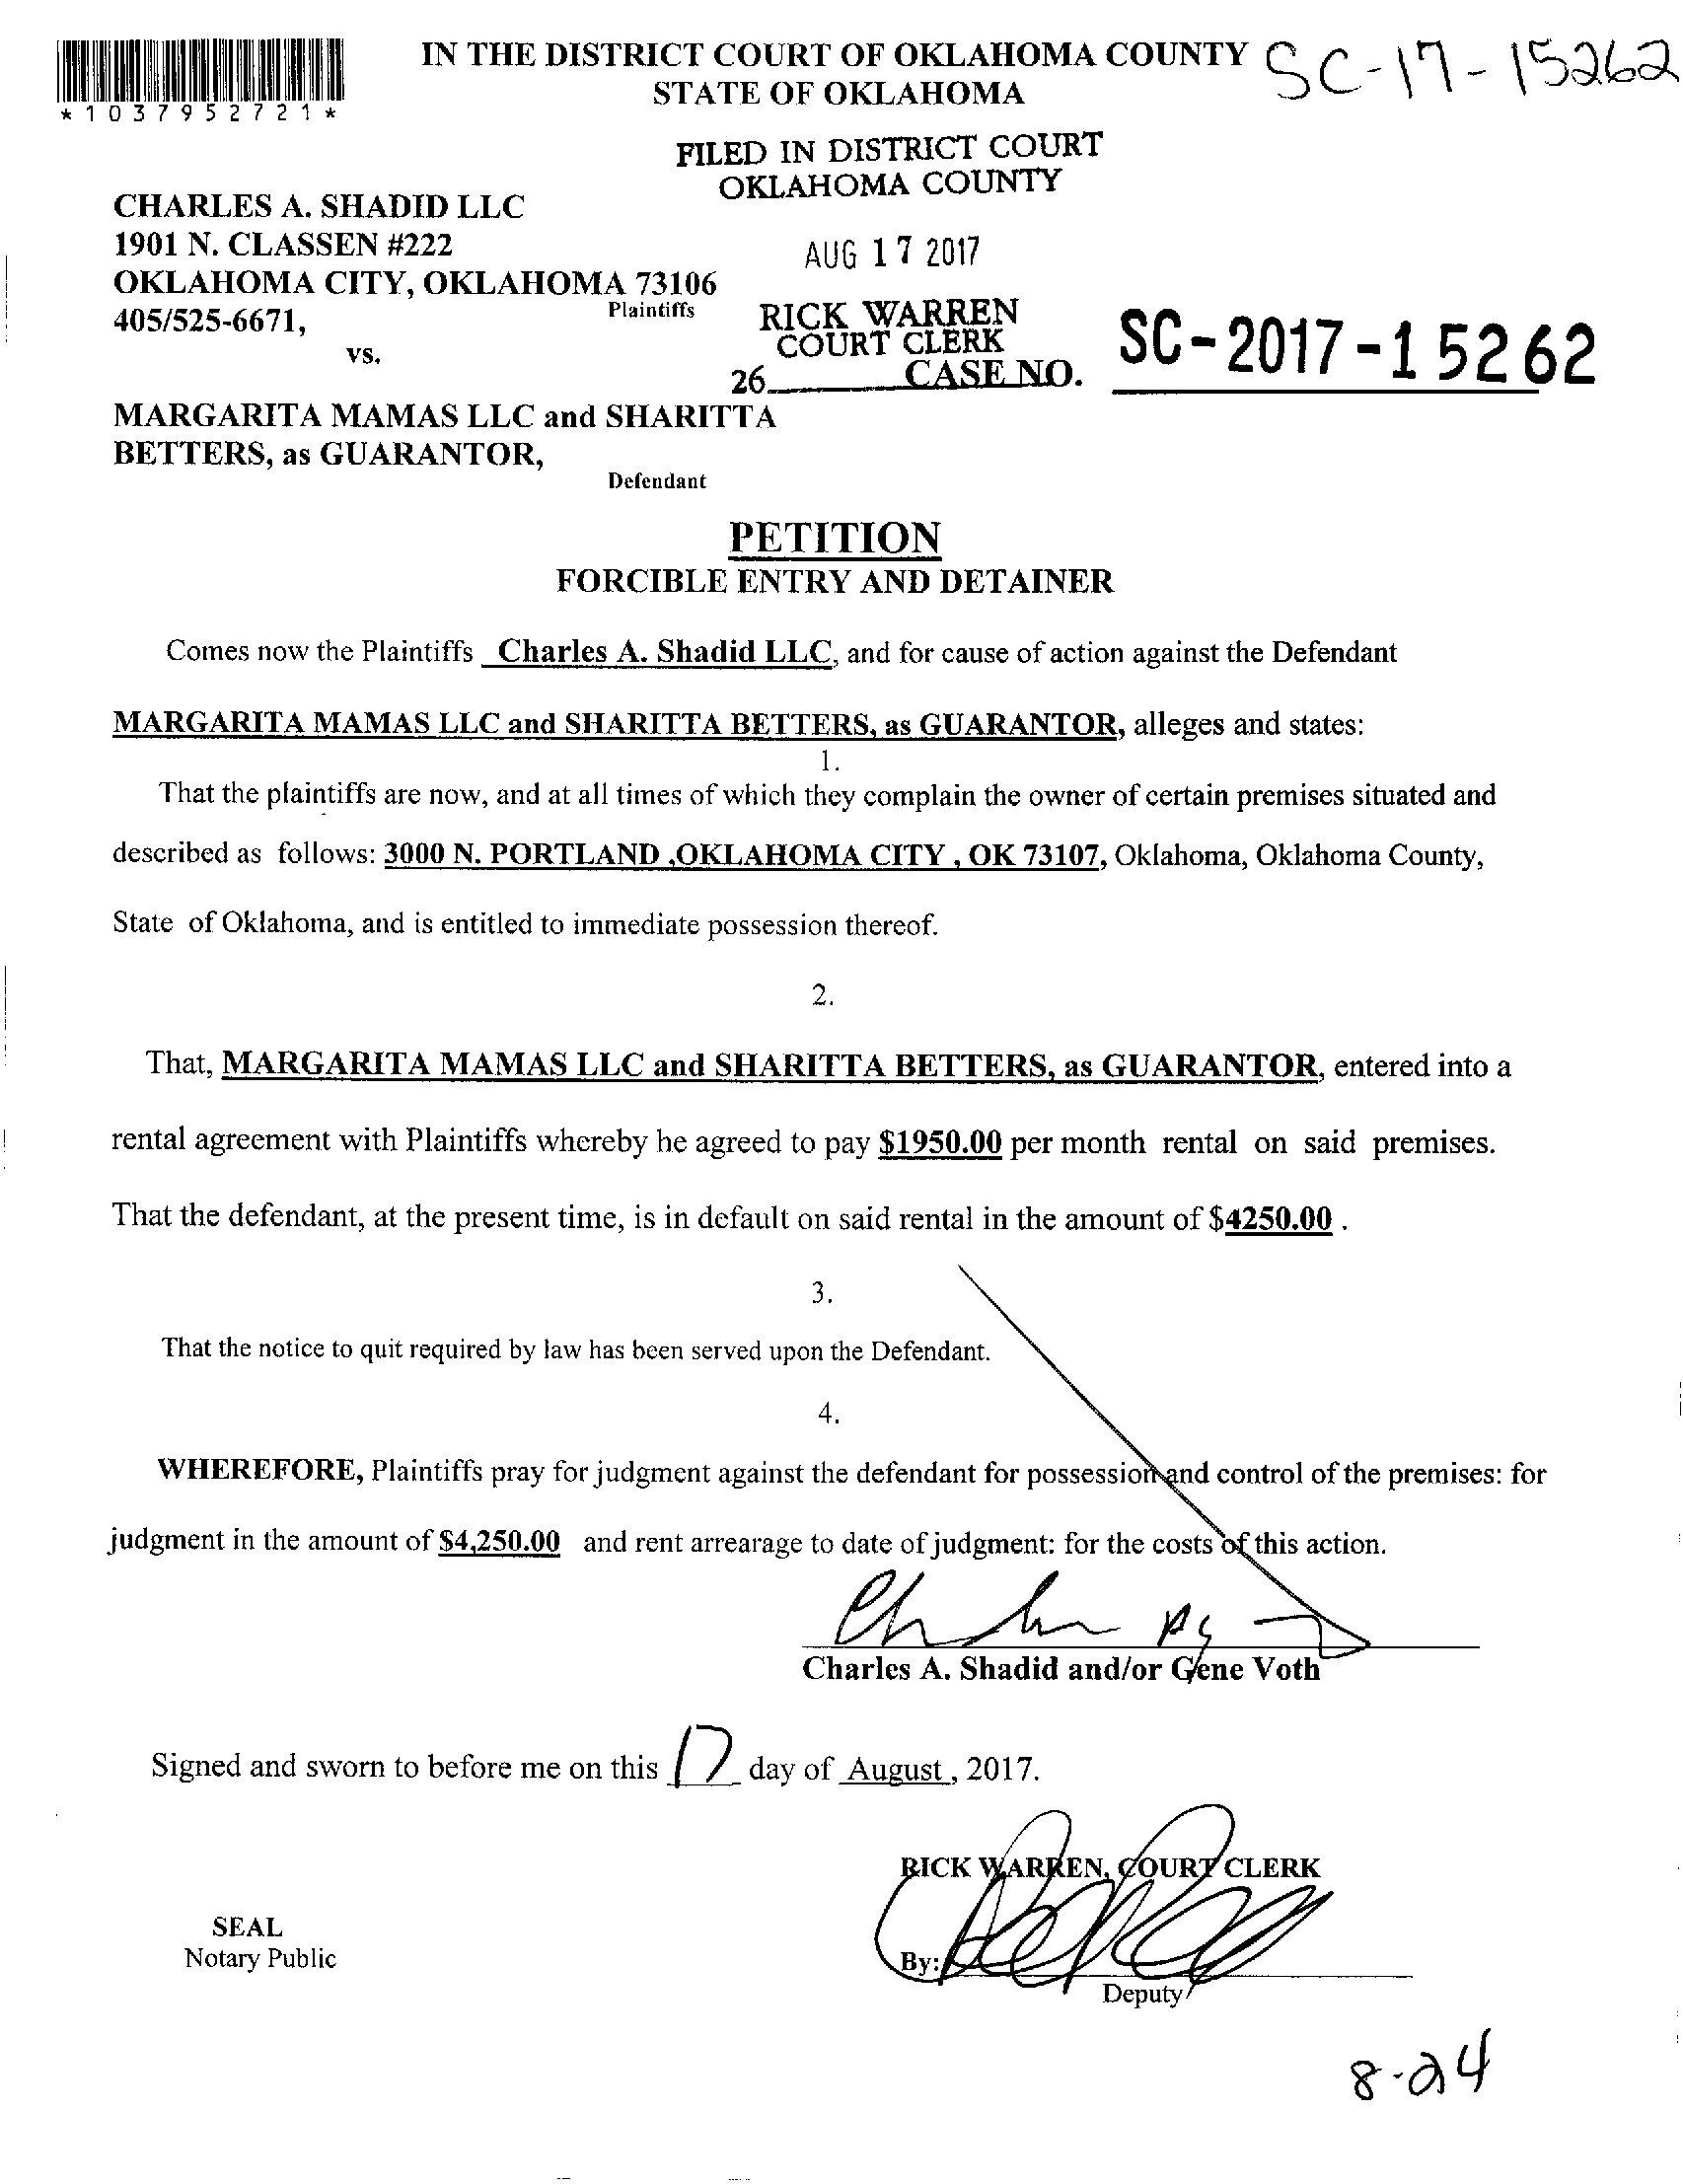 IN THE DISTRICT COURT OF OKLAHOMA COUNTY SC-17-15262
STATE OF OKLAHOMA
*1037952721*
FILED IN DISTRICT COURT
OKLAHOMA COUNTY
CHARLES A. SHADID LLC
1901 N. CLASSEN #222
AUG 17 2017
OKLAHOMA CITY, OKLAHOMA 73106
405/525-6671, Plaintiffs
RICK WARREN
COURT CLERK
vs.
26 CASE NO. SC-2017-15262
MARGARITA MAMAS LLC and SHARITTA
BETTERS, as GUARANTOR,
Defendant
PETITION
FORCIBLE ENTRY AND DETAINER
Comes now the Plaintiffs Charles A. Shadid LLC, and for cause of action against the Defendant
MARGARITA MAMAS LLC and SHARITTA BETTERS, as GUARANTOR, alleges and states:
1.
That the plaintiffs are now, and at all times of which they complain the owner of certain premises situated and
described as follows: 3000 N. PORTLAND ,OKLAHOMA CITY , OK 73107, Oklahoma, Oklahoma County,
State of Oklahoma, and is entitled to immediate possession thereof.
2.
That, MARGARITA MAMAS LLC and SHARITTA BETTERS, as GUARANTOR, entered into a
rental agreement with Plaintiffs whereby he agreed to pay $1950.00 per month rental on said premises.
That the defendant, at the present time, is in default on said rental in the amount of $4250.00 .
3.
That the notice to quit required by law has been served upon the Defendant.
4.
WHEREFORE, Plaintiffs pray for judgment against the defendant for possession and control of the premises: for
judgment in the amount of $4,250.00 and rent arrearage to date of judgment: for the costs of this action.
Charles A. Shadid and/or Gene Voth
Signed and sworn to before me on this 17 day of August, 2017.
RICK WARREN, COURT CLERK
SEAL
Notary Public
By:
Deputy
8-24